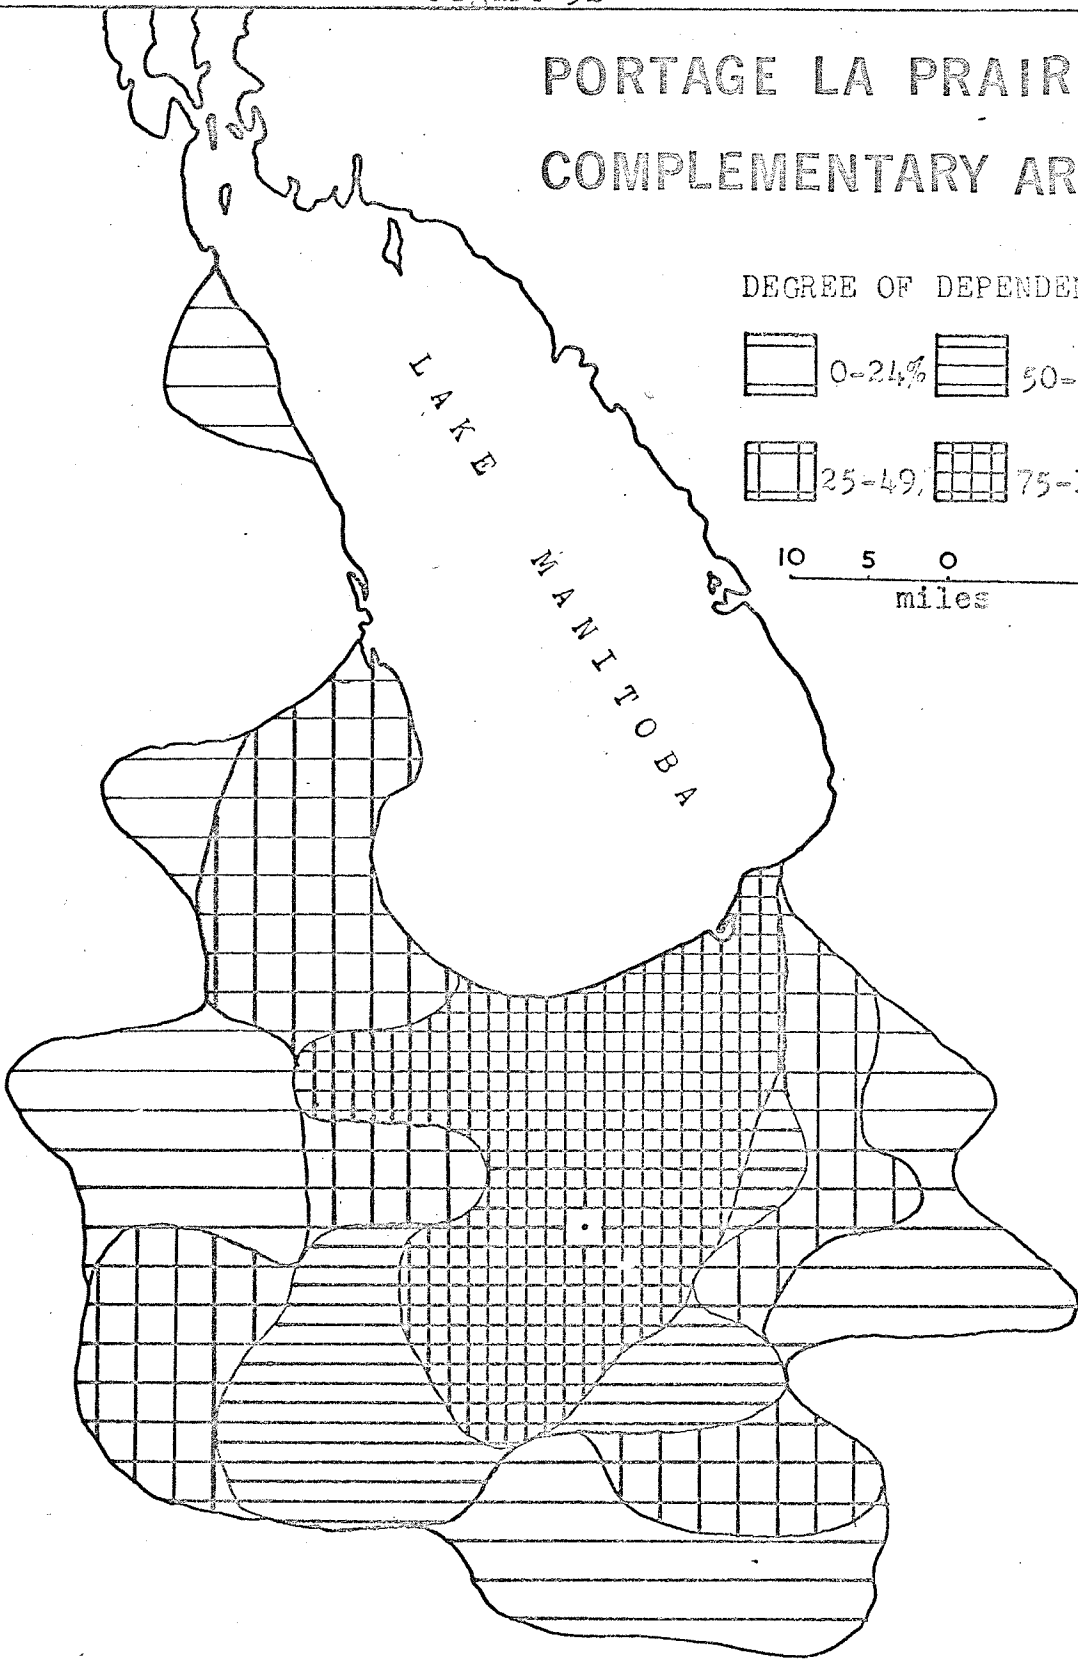 PORTAGE LA PRAIR
COMPLEMENTARY AR
DEGREE OF DEPENDE
0-24% 50-
25-49% 75-
10 5 0
miles
LAKE MANITOBA